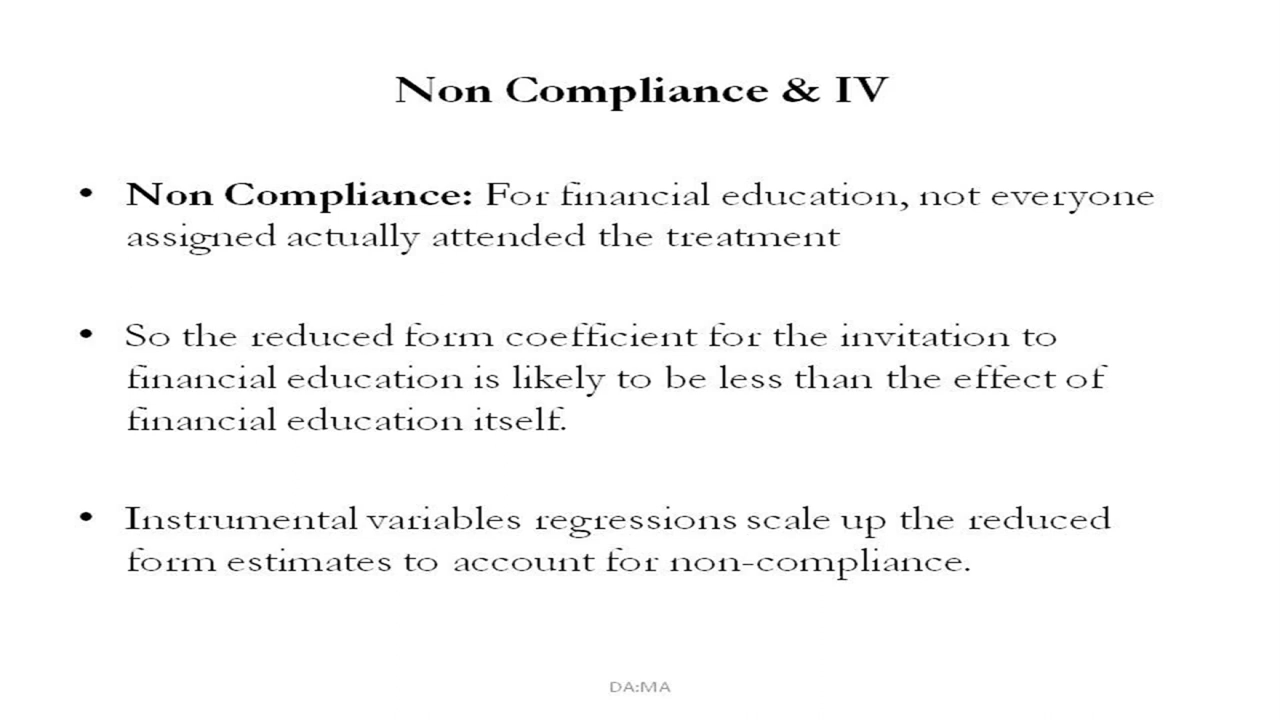 Non Compliance & IV
• Non Compliance: For financial education, not everyone
assigned actually attended the treatment
• So the reduced form coefficient for the invitation to
financial education is likely to be less than the effect of
financial education itself.
• Instrumental variables regressions scale up the reduced
form estimates to account for non-compliance.
DA:MA